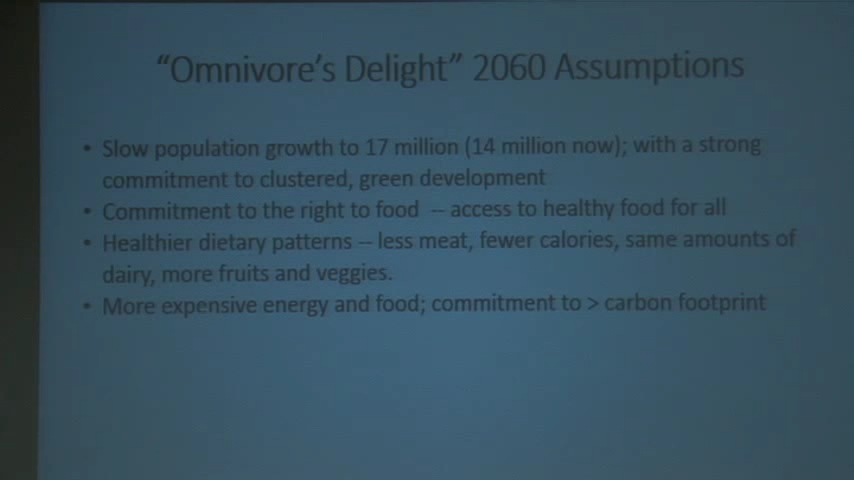 “Omnivore’s Delight” 2060 Assumptions
• Slow population growth to 17 million (14 million now); with a strong
commitment to clustered, green development
• Commitment to the right to food – access to healthy food for all
• Healthier dietary patterns – less meat, fewer calories, same amounts of
dairy, more fruits and veggies.
• More expensive energy and food; commitment to > carbon footprint